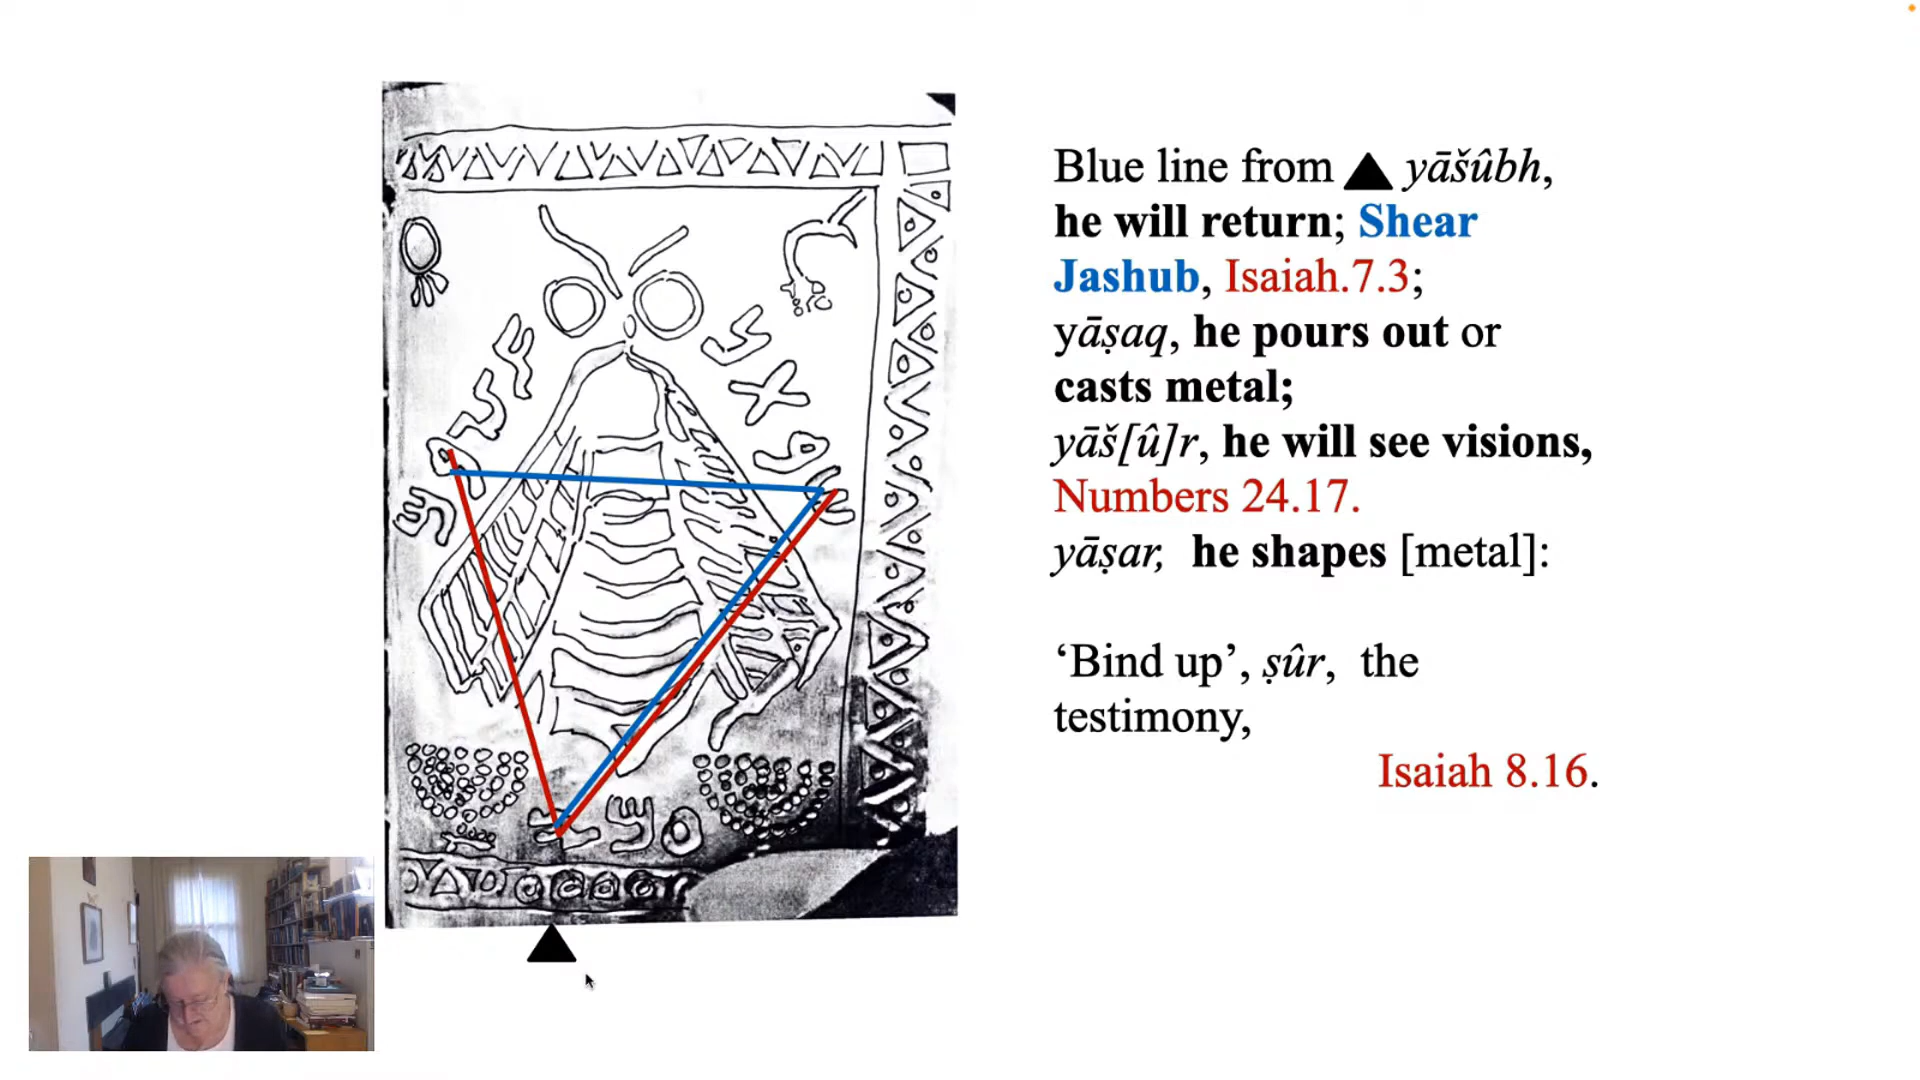 Blue line from ▲ yāšûbh,
he will return; Shear
Jashub, Isaiah.7.3;
yāṣaq, he pours out or
casts metal;
yāš[û]r, he will see visions,
Numbers 24.17.
yāṣar, he shapes [metal]:
‘Bind up’, ṣûr, the
testimony,
Isaiah 8.16.